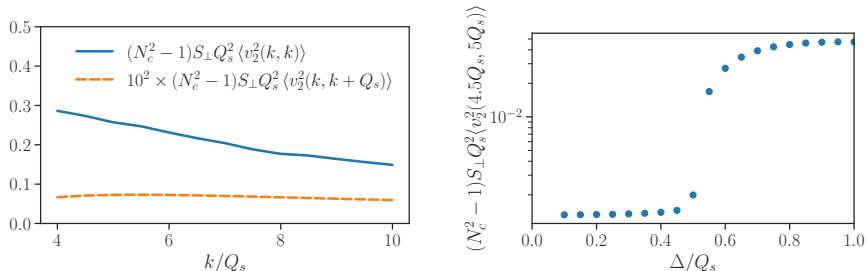 0.5
0.4
0.3
0.2
0.1
0.0
(N_c^2 − 1)S_⊥Q_s^2⟨v_2^2(k, k)⟩
10^2 × (N_c^2 − 1)S_⊥Q_s^2⟨v_2^2(k, k + Q_s)⟩
4 6 8 10
k/Q_s
(N_c^2 − 1)S_⊥Q_s^2⟨v_2^2(4.5Q_s, 5Q_s)⟩
10^−2
0.0 0.2 0.4 0.6 0.8 1.0
Δ/Q_s